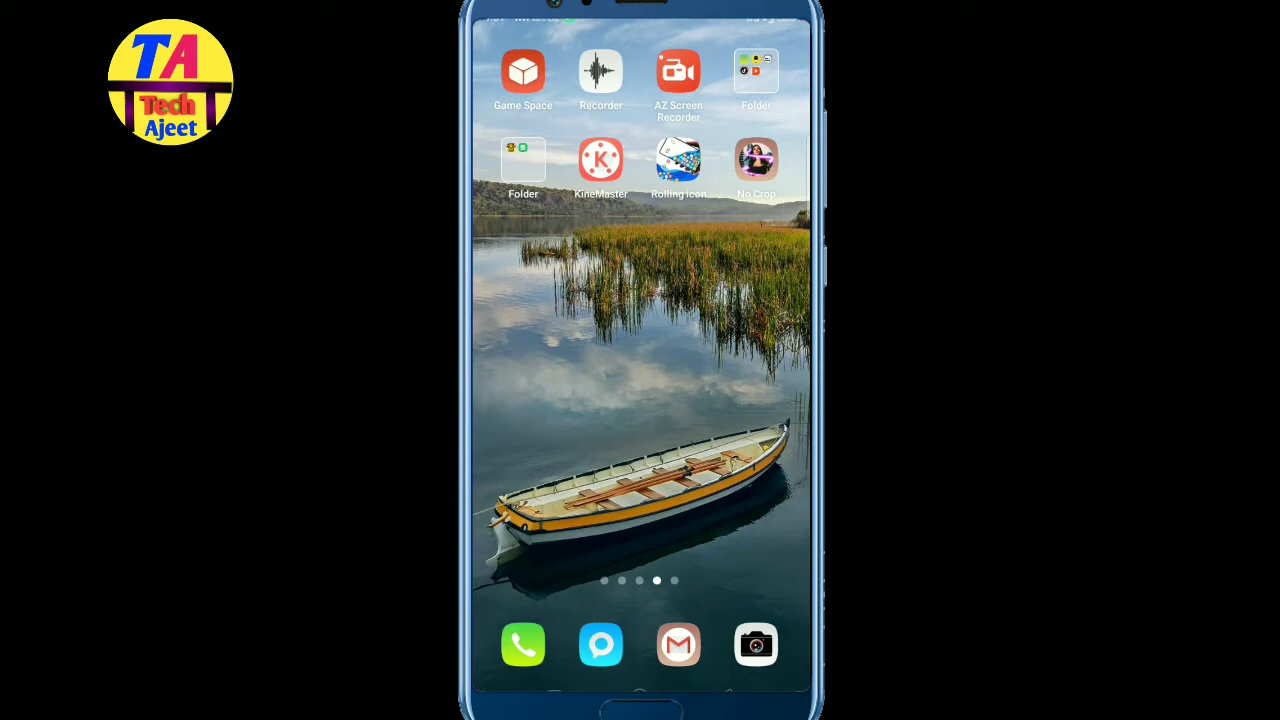 TA
Tech
Ajeet
Game Space
Recorder
AZ Screen
Recorder
Folder
Folder
KineMaster
Rolling icon...
No Crop